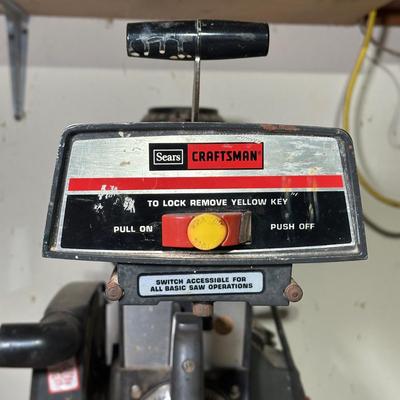 Sears CRAFTSMAN®
TO LOCK REMOVE YELLOW KEY
PULL ON PUSH OFF
SWITCH ACCESSIBLE FOR
ALL BASIC SAW OPERATIONS